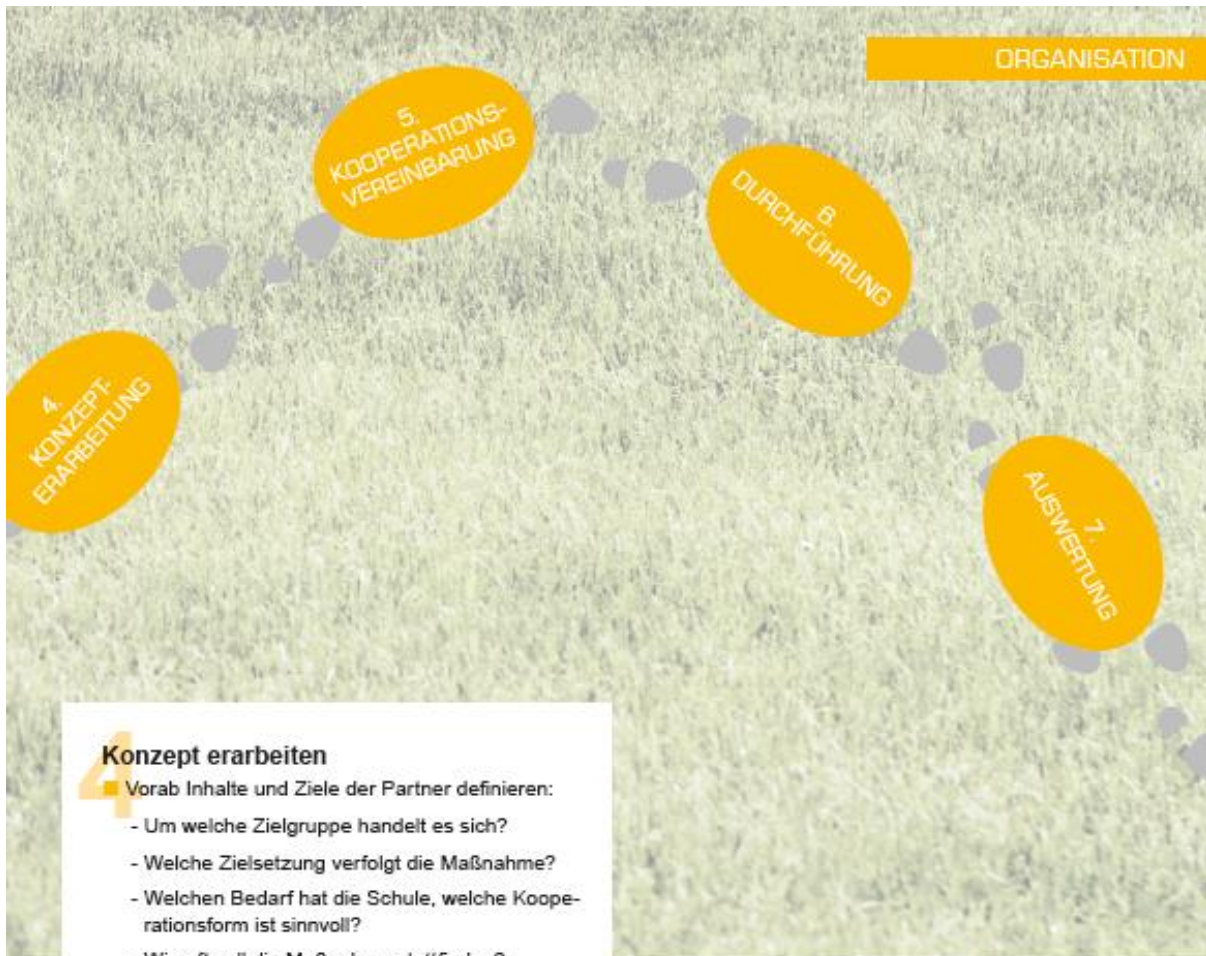 ORGANISATION
5.
KOOPERATIONS-
VEREINBARUNG
6.
DURCHFÜHRUNG
4.
KONZEPT-
ERARBEITUNG
7.
AUSWERTUNG
4
Konzept erarbeiten
Vorab Inhalte und Ziele der Partner definieren:
- Um welche Zielgruppe handelt es sich?
- Welche Zielsetzung verfolgt die Maßnahme?
- Welchen Bedarf hat die Schule, welche Koope-
rationsform ist sinnvoll?